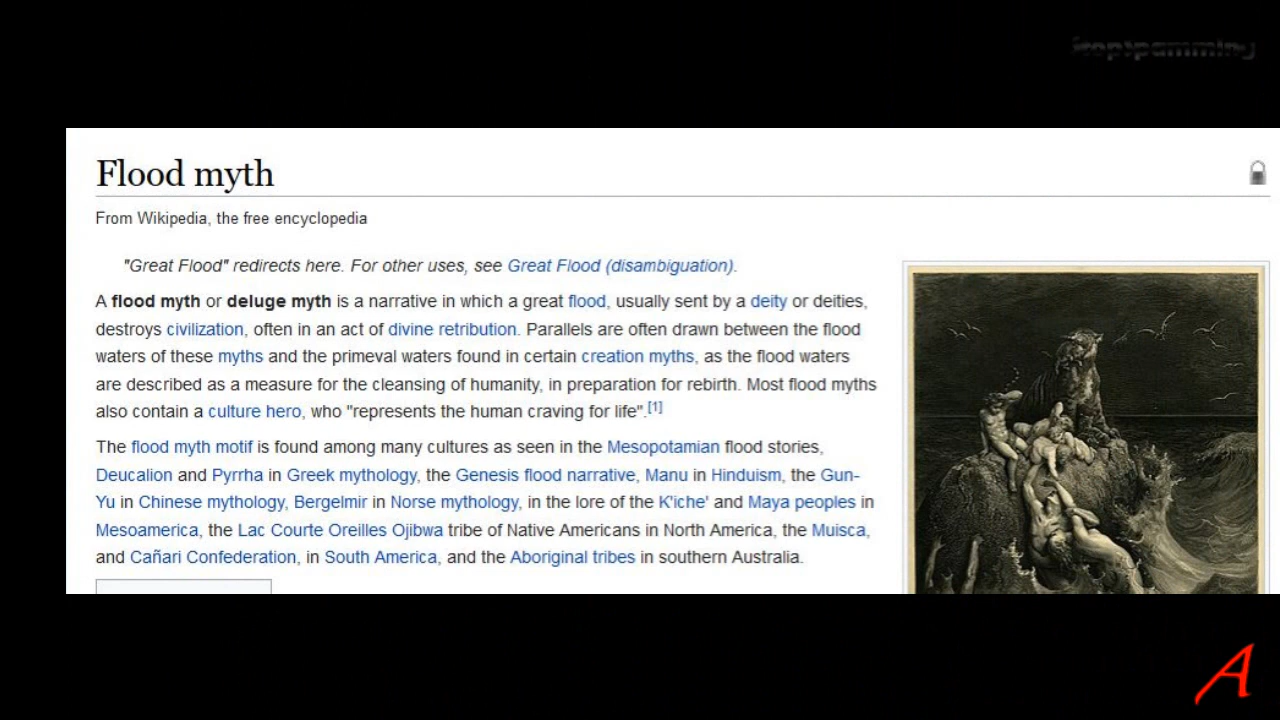 Flood myth
From Wikipedia, the free encyclopedia
"Great Flood" redirects here. For other uses, see Great Flood (disambiguation).
A flood myth or deluge myth is a narrative in which a great flood, usually sent by a deity or deities,
destroys civilization, often in an act of divine retribution. Parallels are often drawn between the flood
waters of these myths and the primeval waters found in certain creation myths, as the flood waters
are described as a measure for the cleansing of humanity, in preparation for rebirth. Most flood myths
also contain a culture hero, who "represents the human craving for life".[1]
The flood myth motif is found among many cultures as seen in the Mesopotamian flood stories,
Deucalion and Pyrrha in Greek mythology, the Genesis flood narrative, Manu in Hinduism, the Gun-
Yu in Chinese mythology, Bergelmir in Norse mythology, in the lore of the K'iche' and Maya peoples in
Mesoamerica, the Lac Courte Oreilles Ojibwa tribe of Native Americans in North America, the Muisca,
and Cañari Confederation, in South America, and the Aboriginal tribes in southern Australia.
A